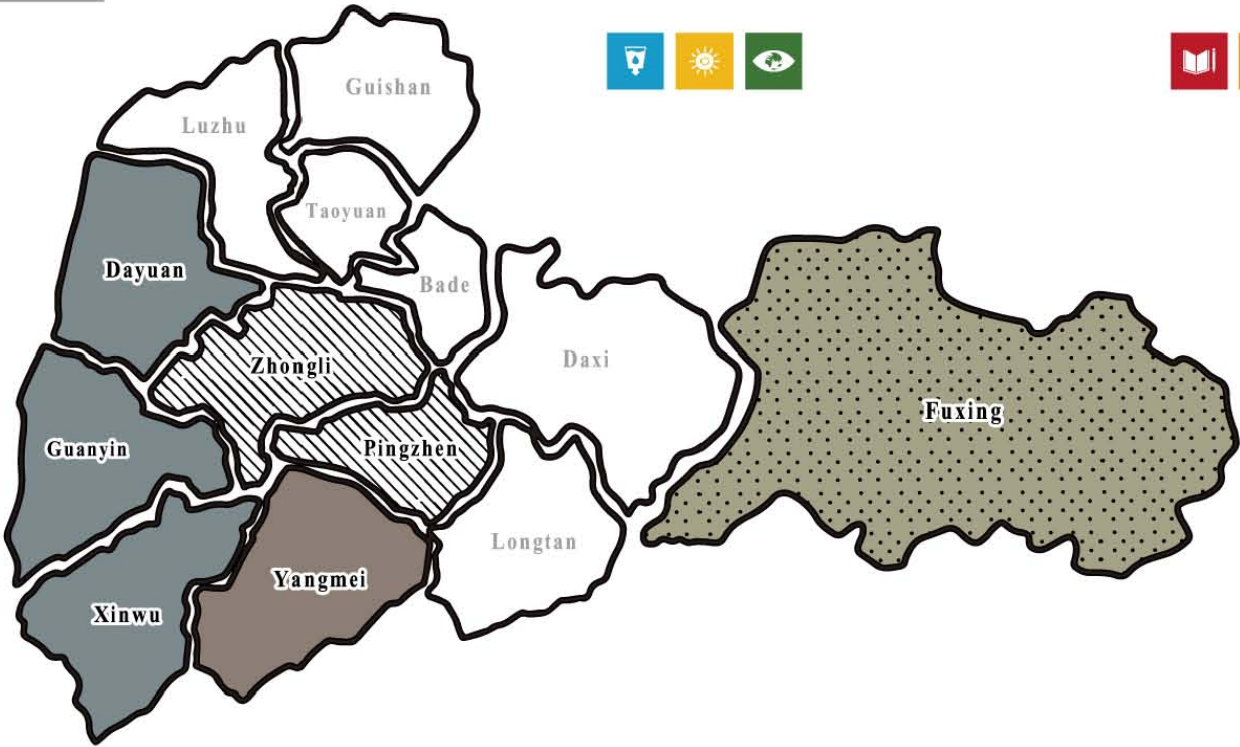 Guishan
Luzhu
Taoyuan
Dayuan
Bade
Zhongli
Daxi
Fuxing
Guanyin
Pingzhen
Longtan
Yangmei
Xinwu